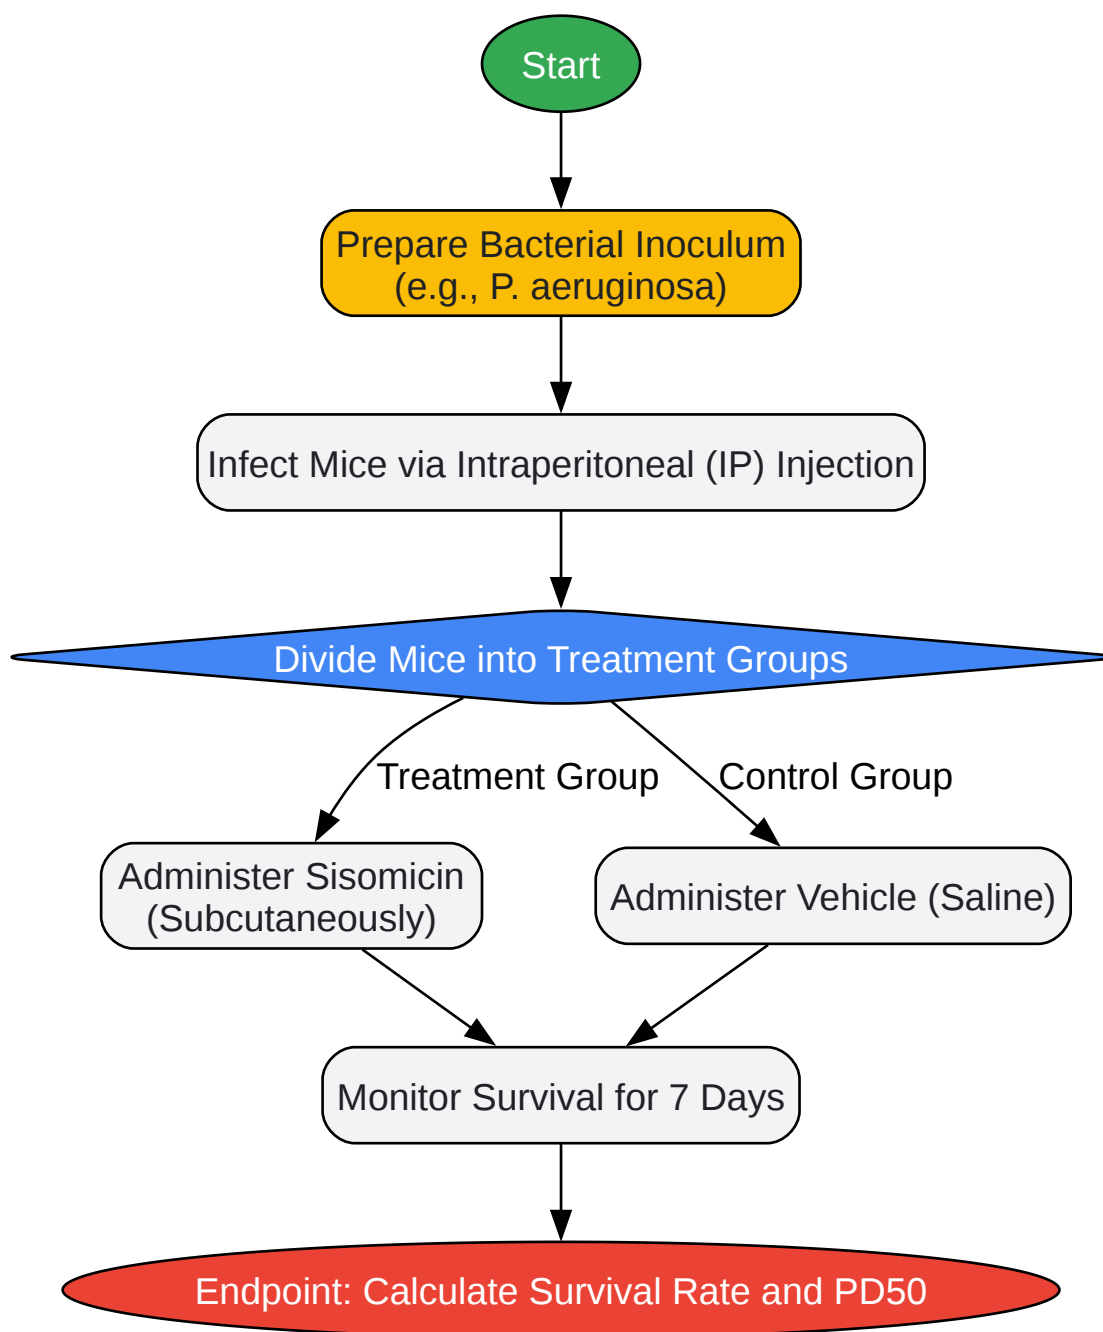 Start
Prepare Bacterial Inoculum
(e.g., P. aeruginosa)
Infect Mice via Intraperitoneal (IP) Injection
Divide Mice into Treatment Groups
Treatment Group
Control Group
Administer Sisomicin
(Subcutaneously)
Administer Vehicle (Saline)
Monitor Survival for 7 Days
Endpoint: Calculate Survival Rate and PD50